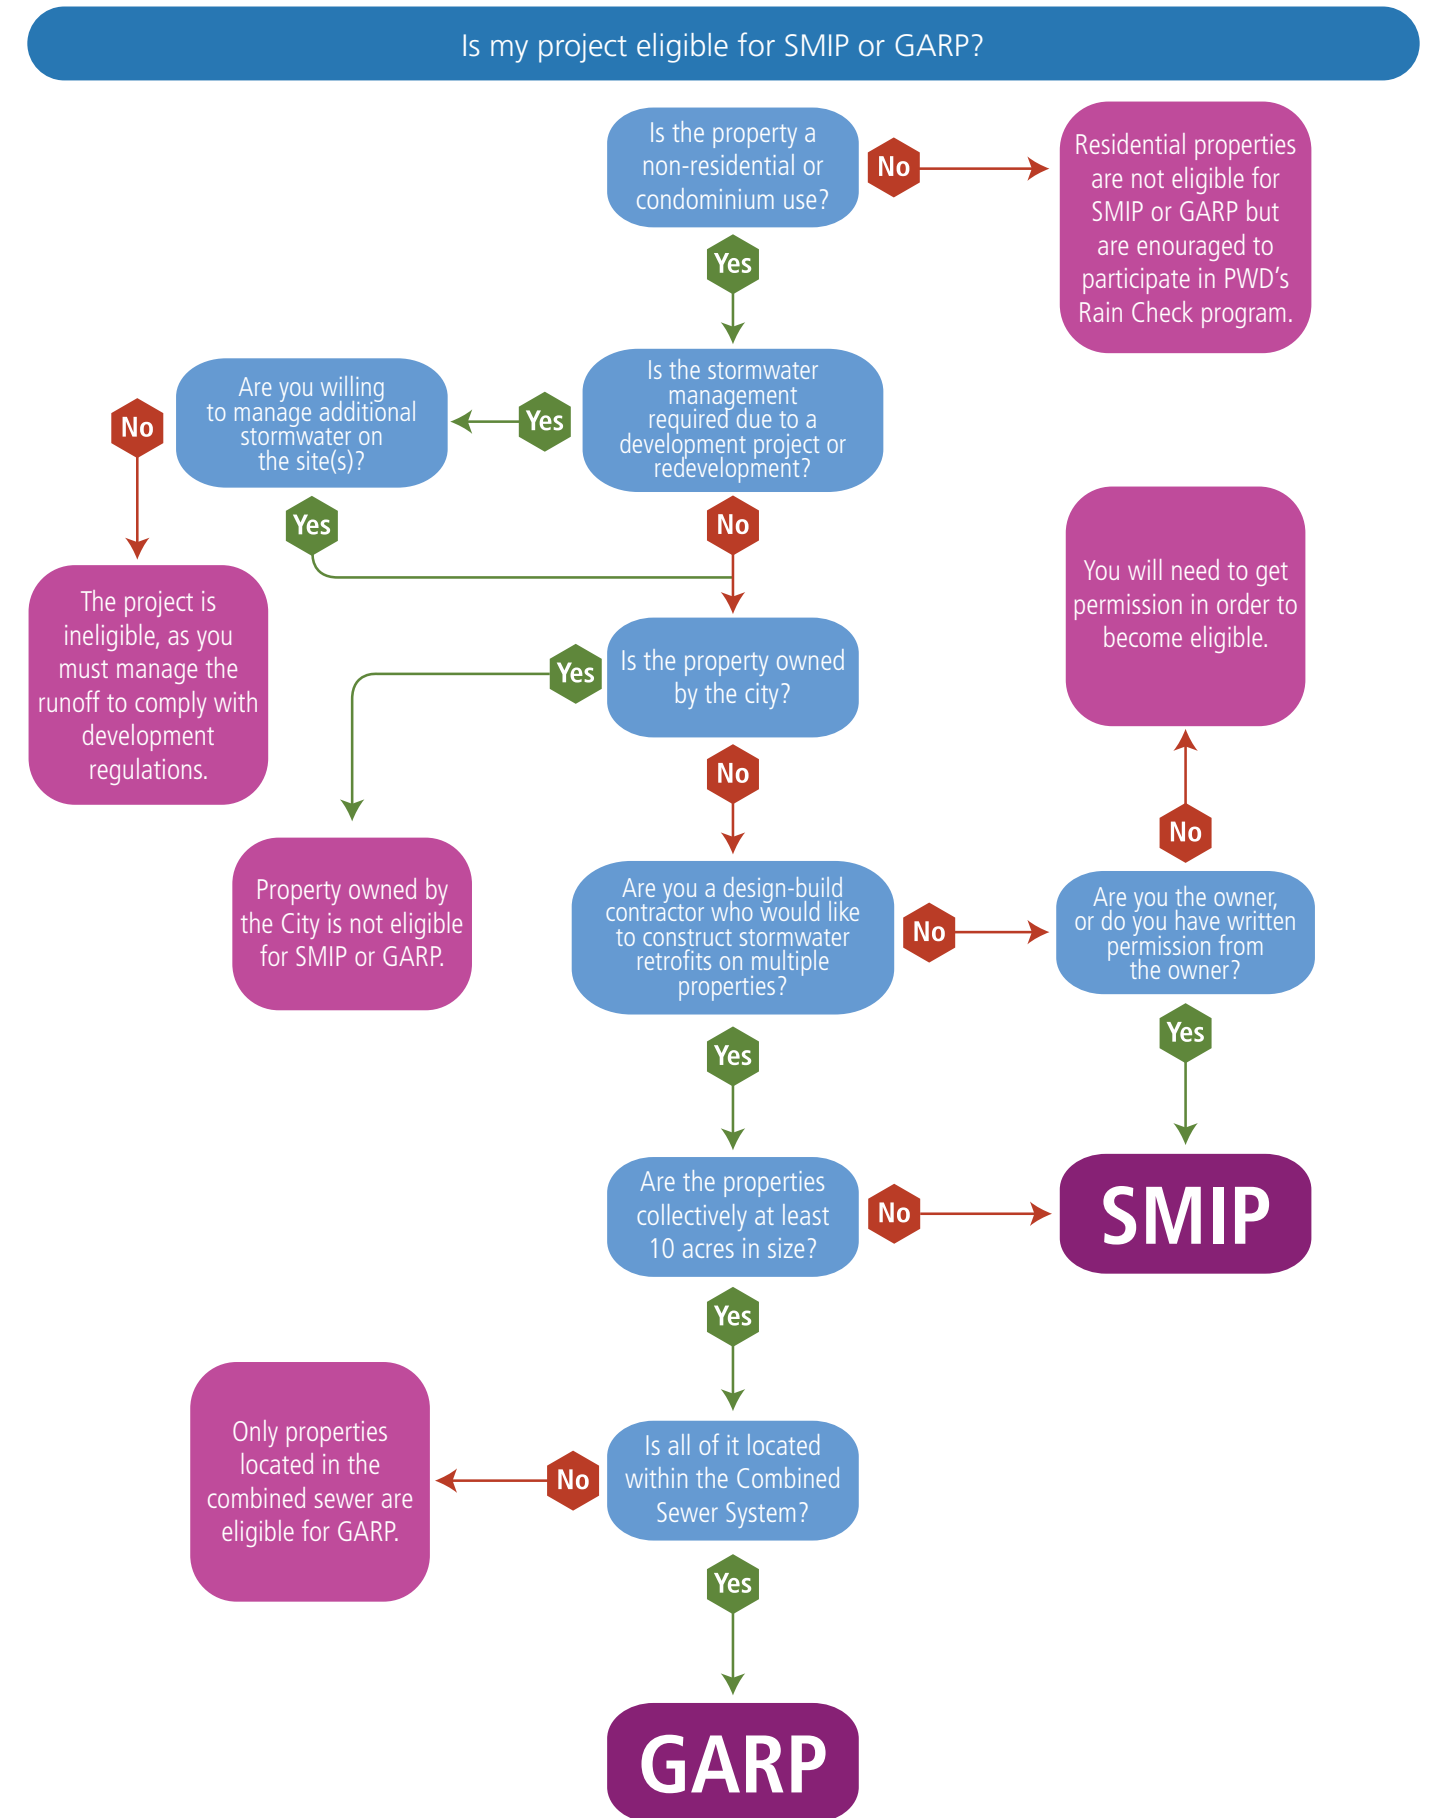 Is my project eligible for SMIP or GARP?
Is the property a
non-residential or
condominium use?
No
Residential properties
are not eligible for
SMIP or GARP but
are enouraged to
participate in PWD's
Rain Check program.
Yes
Is the stormwater
management
required due to a
development project or
redevelopment?
Yes
Are you willing
to manage additional
stormwater on
the site(s)?
No
The project is
ineligible, as you
must manage the
runoff to comply with
development
regulations.
Yes
No
Is the property owned
by the city?
Yes
Property owned by
the City is not eligible
for SMIP or GARP.
No
Are you a design-build
contractor who would like
to construct stormwater
retrofits on multiple
properties?
No
Are you the owner,
or do you have written
permission from
the owner?
No
You will need to get
permission in order to
become eligible.
Yes
SMIP
Yes
Are the properties
collectively at least
10 acres in size?
No
Yes
Is all of it located
within the Combined
Sewer System?
No
Only properties
located in the
combined sewer are
eligible for GARP.
Yes
GARP